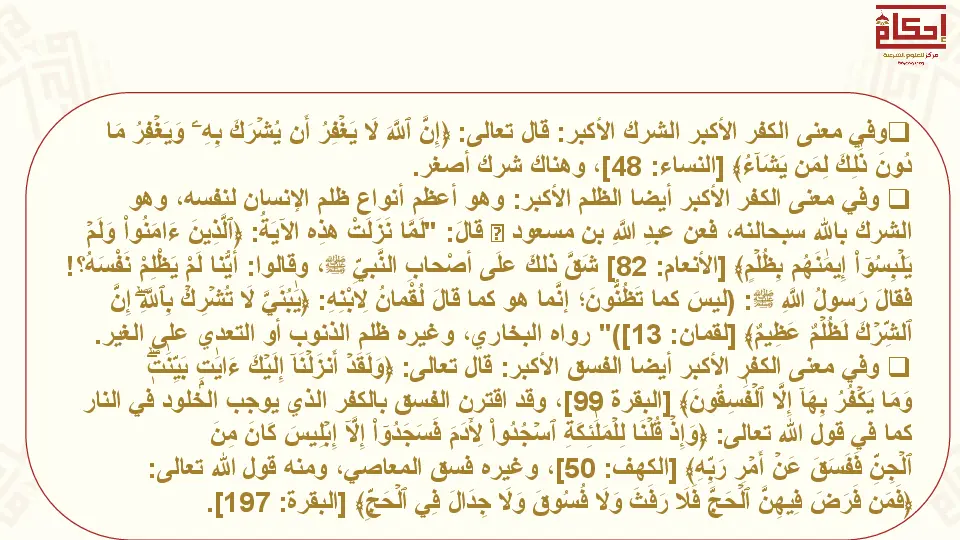 إحكام
مركز للعلوم الشرعية
❑وفي معنى الكفر الأكبر الشرك الأكبر: قال تعالى: ﴿إِنَّ ٱللَّهَ لَا يَغۡفِرُ أَن يُشۡرَكَ بِهِۦ وَيَغۡفِرُ مَا
دُونَ ذَٰلِكَ لِمَن يَشَآءُ﴾ [النساء: 48]، وهناك شرك أصغر.
❑ وفي معنى الكفر الأكبر أيضا الظلم الأكبر: وهو أعظم أنواع ظلم الإنسان لنفسه، وهو
الشرك بالله سبحالنه، فعن عبدِ اللَّهِ بن مسعود قالَ: "لَمَّا نَزَلَتْ هذِه الآيَةُ: ﴿ٱلَّذِينَ ءَامَنُواْ وَلَمۡ
يَلۡبِسُوٓاْ إِيمَٰنَهُم بِظُلۡمٍ﴾ [الأنعام: 82] شَقَّ ذلكَ علَى أصْحابِ النَّبيِّ ﷺ، وقالوا: أيُّنا لَمْ يَظْلِمْ نَفْسَهُ؟!
فقالَ رَسولُ اللَّهِ ﷺ: (ليسَ كما تَظُنُّونَ؛ إنَّما هو كما قالَ لُقْمانُ لِابْنِهِ: ﴿يَٰبُنَيَّ لَا تُشۡرِكۡ بِٱللَّهِۖ إِنَّ
ٱلشِّرۡكَ لَظُلۡمٌ عَظِيمٌ﴾ [لقمان: 13])" رواه البخاري، وغيره ظلم الذنوب أو التعدي على الغير.
❑ وفي معنى الكفر الأكبر أيضا الفسق الأكبر: قال تعالى: ﴿وَلَقَدۡ أَنزَلۡنَآ إِلَيۡكَ ءَايَٰتِۭ بَيِّنَٰتٖۖ
وَمَا يَكۡفُرُ بِهَآ إِلَّا ٱلۡفَٰسِقُونَ﴾ [البقرة 99]، وقد اقترن الفسق بالكفر الذي يوجب الخلود في النار
كما في قول الله تعالى: ﴿وَإِذۡ قُلۡنَا لِلۡمَلَٰٓئِكَةِ ٱسۡجُدُواْ لِأٓدَمَ فَسَجَدُوٓاْ إِلَّآ إِبۡلِيسَ كَانَ مِنَ
ٱلۡجِنِّ فَفَسَقَ عَنۡ أَمۡرِ رَبِّهِۦ﴾ [الكهف: 50]، وغيره فسق المعاصي، ومنه قول الله تعالى:
﴿فَمَن فَرَضَ فِيهِنَّ ٱلۡحَجَّ فَلَا رَفَثَ وَلَا فُسُوقَ وَلَا جِدَالَ فِي ٱلۡحَجِّ﴾ [البقرة: 197].